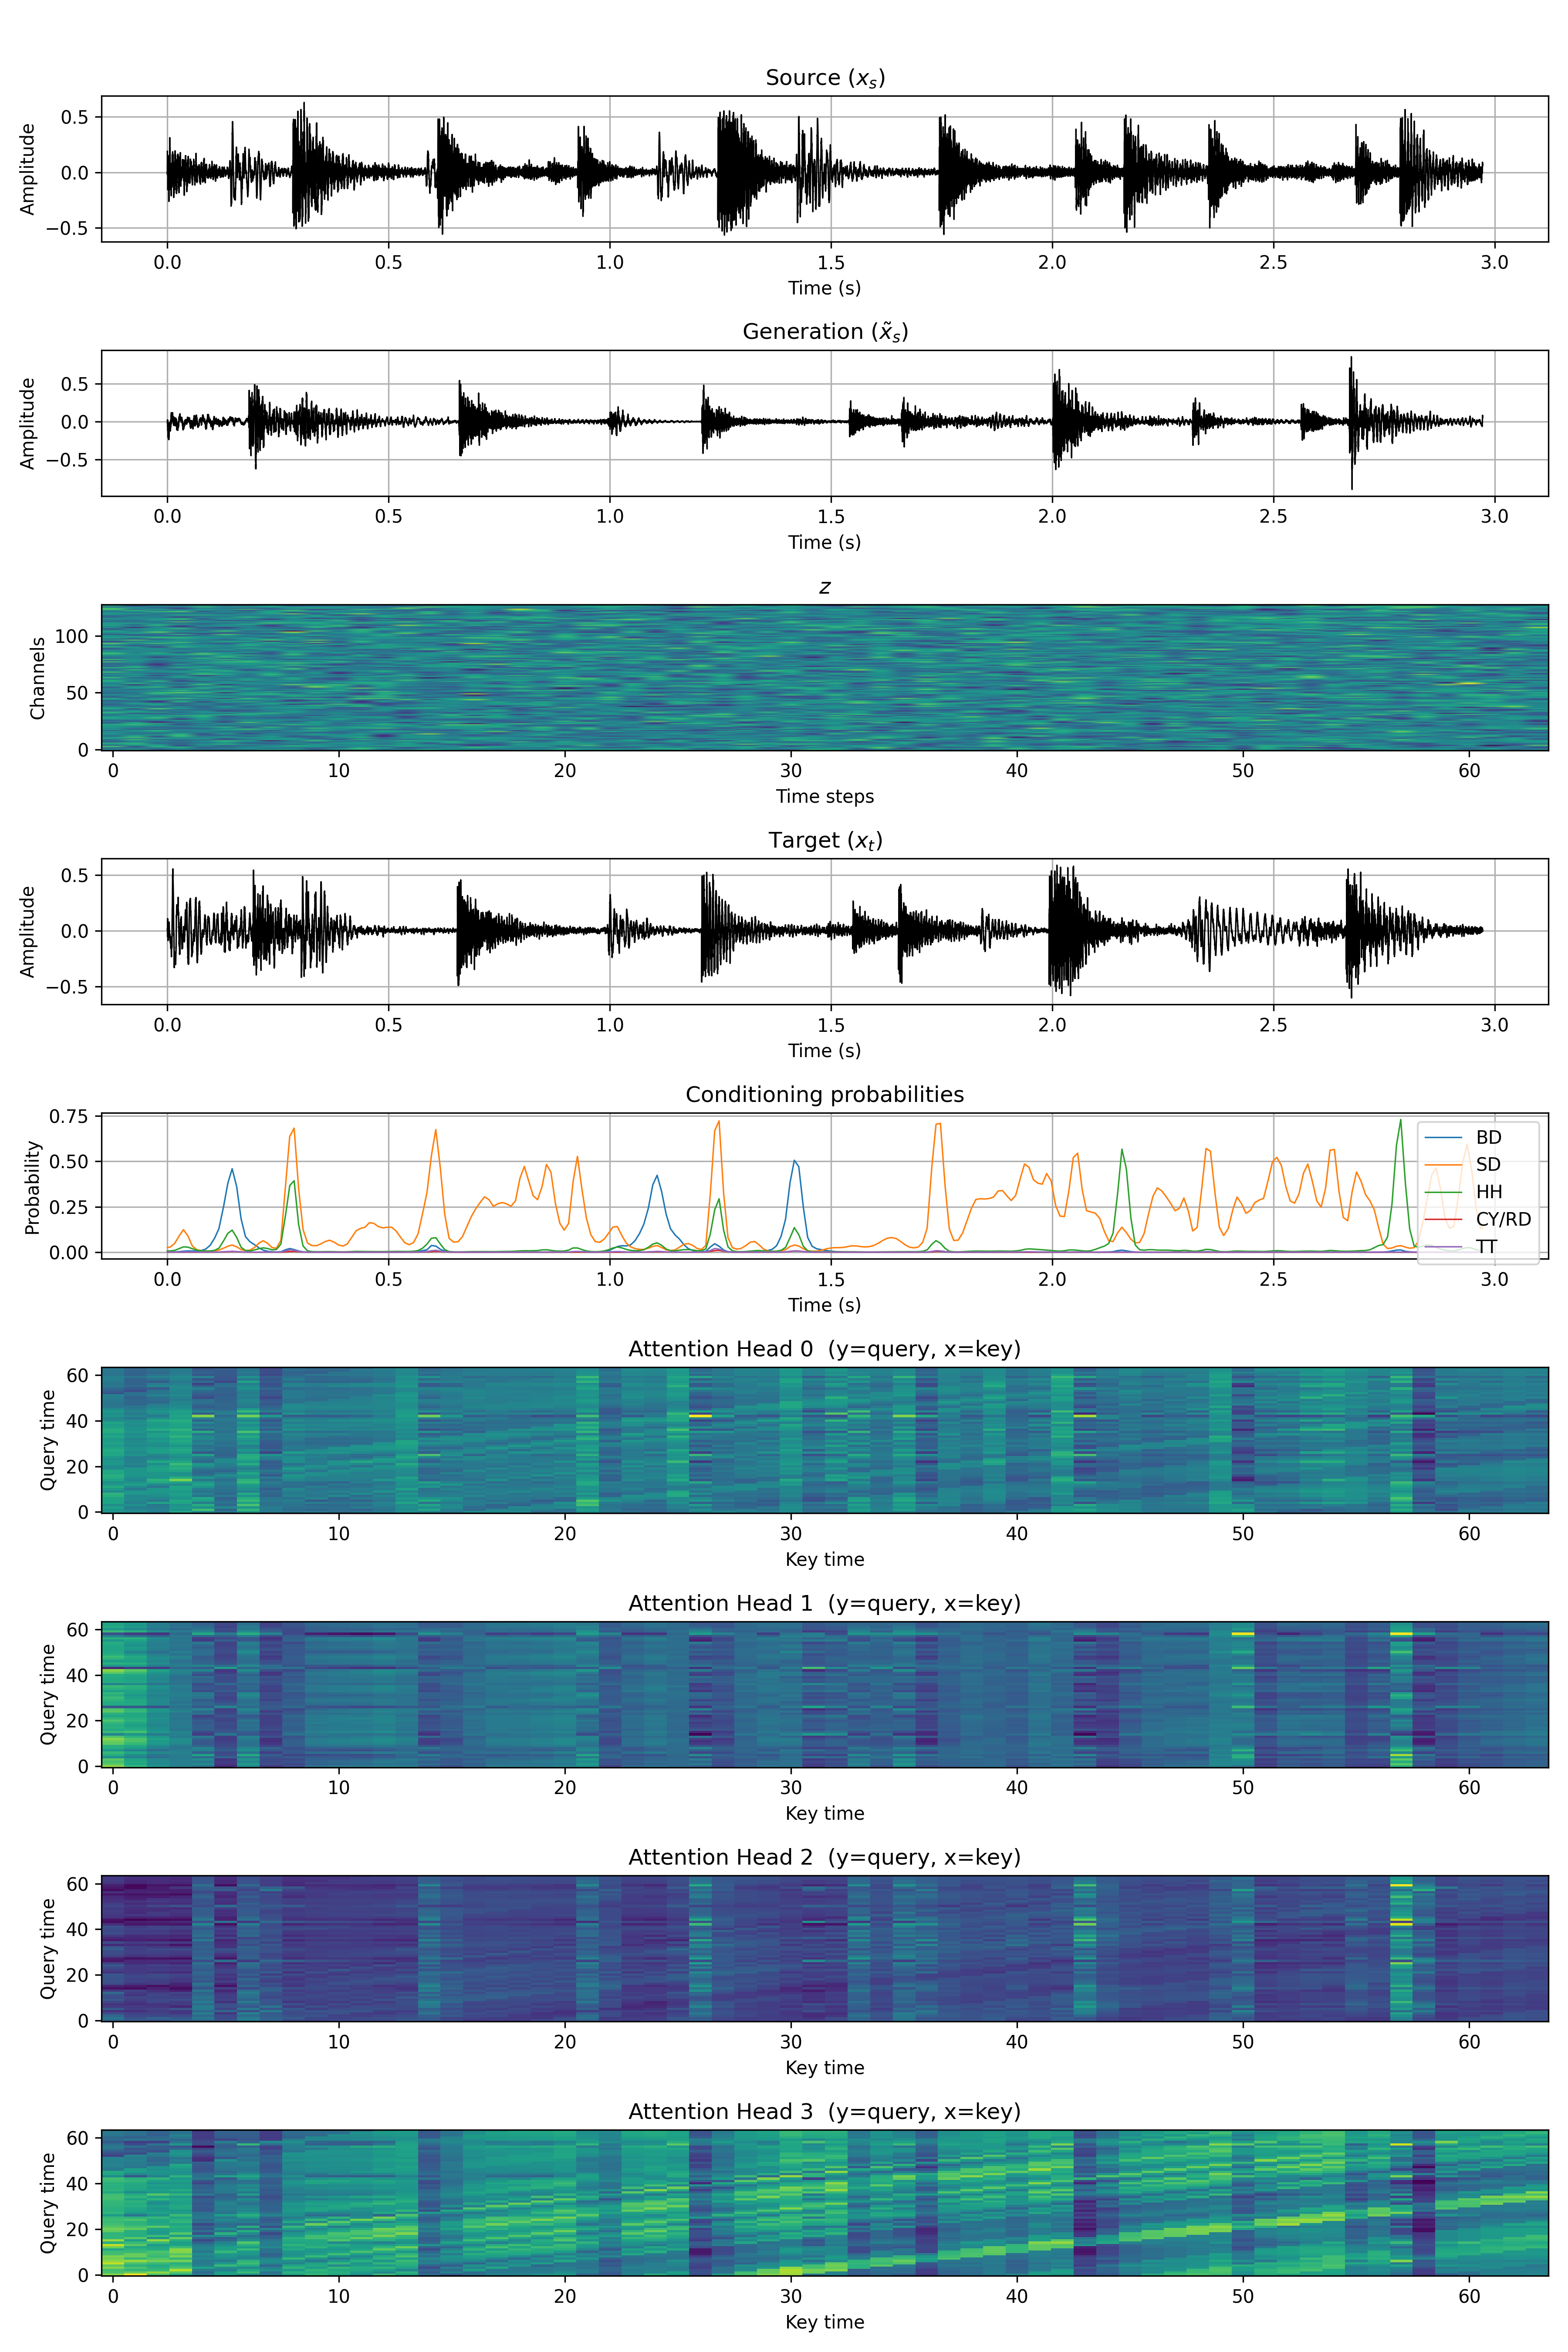 Source (xₛ)
Amplitude
0.5
0.0
−0.5
0.0 0.5 1.0 1.5 2.0 2.5 3.0
Time (s)
Generation (x̃ₛ)
Amplitude
0.5
0.0
−0.5
0.0 0.5 1.0 1.5 2.0 2.5 3.0
Time (s)
z
Channels
100
50
0
0 10 20 30 40 50 60
Time steps
Target (xₜ)
Amplitude
0.5
0.0
−0.5
0.0 0.5 1.0 1.5 2.0 2.5 3.0
Time (s)
Conditioning probabilities
Probability
0.75
0.50
0.25
0.00
BD
SD
HH
CY/RD
TT
0.0 0.5 1.0 1.5 2.0 2.5 3.0
Time (s)
Attention Head 0 (y=query, x=key)
Query time
60
40
20
0
0 10 20 30 40 50 60
Key time
Attention Head 1 (y=query, x=key)
Query time
60
40
20
0
0 10 20 30 40 50 60
Key time
Attention Head 2 (y=query, x=key)
Query time
60
40
20
0
0 10 20 30 40 50 60
Key time
Attention Head 3 (y=query, x=key)
Query time
60
40
20
0
0 10 20 30 40 50 60
Key time